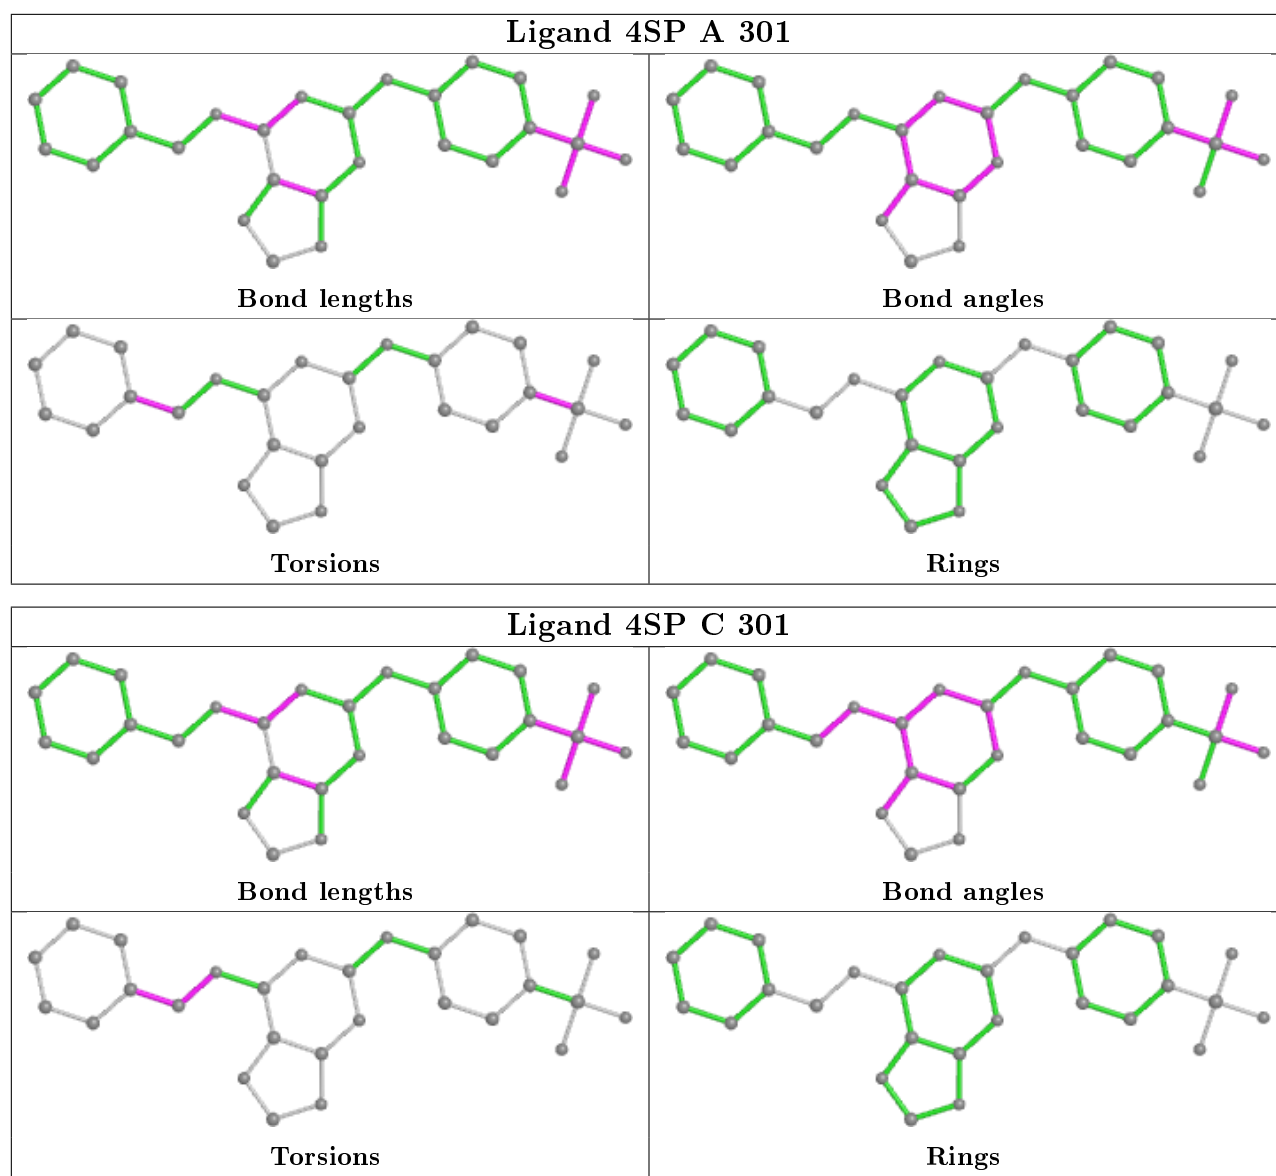 Ligand 4SP A 301
Bond lengths
Bond angles
Torsions
Rings
Ligand 4SP C 301
Bond lengths
Bond angles
Torsions
Rings